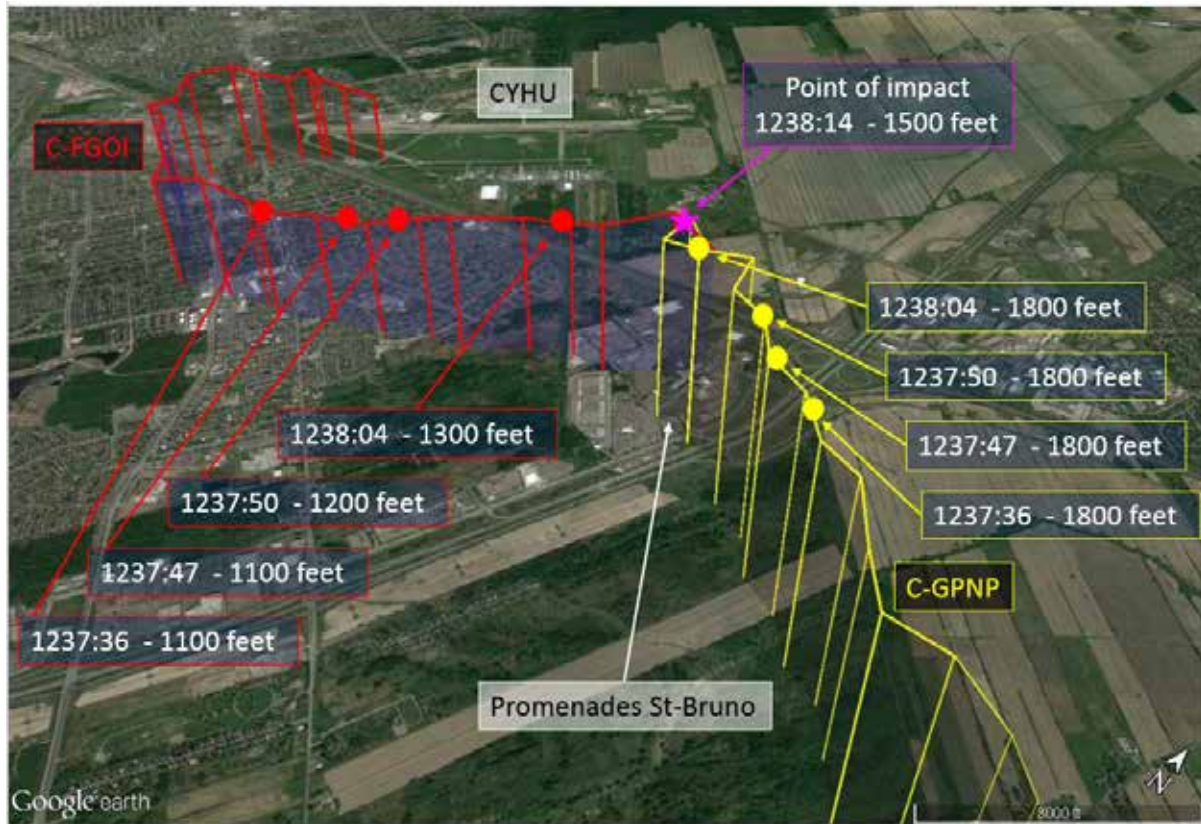 CYHU
Point of impact
1238:14 - 1500 feet
C-FGOI
1238:04 - 1800 feet
1237:50 - 1800 feet
1237:47 - 1800 feet
1237:36 - 1800 feet
1238:04 - 1300 feet
1237:50 - 1200 feet
1237:47 - 1100 feet
1237:36 - 1100 feet
C-GPNP
Promenades St-Bruno
N
Google earth
8000 ft